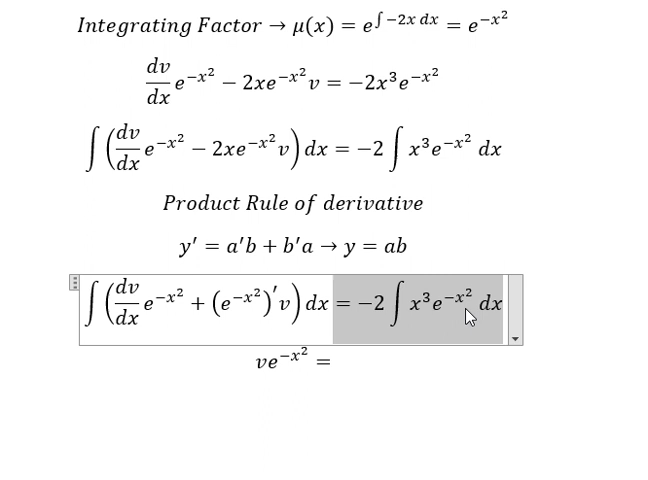 Integrating Factor → μ(x) = e^{∫ −2x dx} = e^{−x²}
dv/dx e^{−x²} − 2xe^{−x²}v = −2x³e^{−x²}
∫ (dv/dx e^{−x²} − 2xe^{−x²}v) dx = −2 ∫ x³e^{−x²} dx
Product Rule of derivative
y′ = a′b + b′a → y = ab
∫ (dv/dx e^{−x²} + (e^{−x²})′v) dx = −2 ∫ x³e^{−x²} dx
ve^{−x²} =